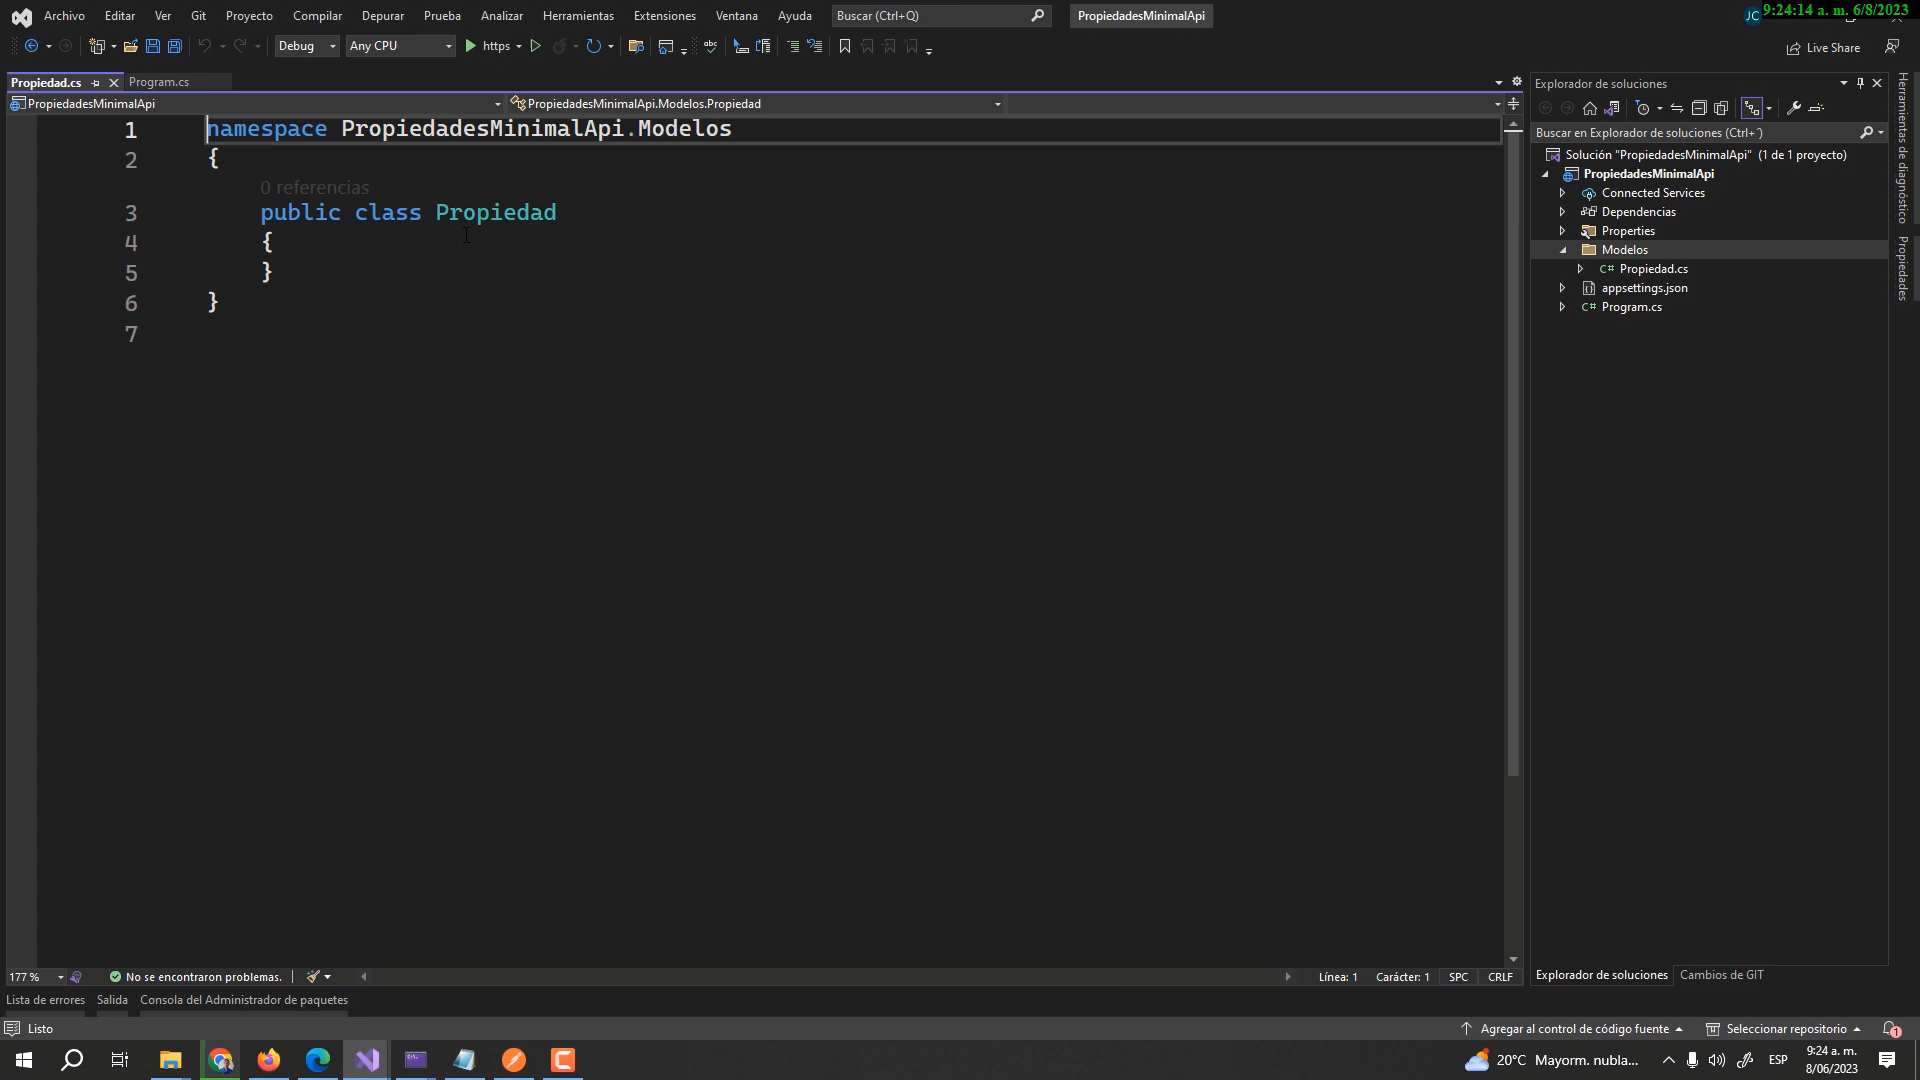 Archivo Editar Ver Git Proyecto Compilar Depurar Prueba Analizar Herramientas Extensiones Ventana Ayuda Buscar (Ctrl+Q) PropiedadesMinimalApi JC 9:24:14 a. m. 6/8/2023
Debug Any CPU https Live Share
Propiedad.cs Program.cs
PropiedadesMinimalApi PropiedadesMinimalApi.Modelos.Propiedad
1 namespace PropiedadesMinimalApi.Modelos
2 {
0 referencias
3 public class Propiedad
4 {
5 }
6 }
7
177 % No se encontraron problemas. Línea: 1 Carácter: 1 SPC CRLF
Lista de errores Salida Consola del Administrador de paquetes
Explorador de soluciones
Buscar en Explorador de soluciones (Ctrl+´)
Solución "PropiedadesMinimalApi" (1 de 1 proyecto)
PropiedadesMinimalApi
Connected Services
Dependencias
Properties
Modelos
C# Propiedad.cs
appsettings.json
C# Program.cs
Explorador de soluciones Cambios de GIT
Herramientas de diagnóstico
Propiedades
Listo Agregar al control de código fuente Seleccionar repositorio 1
20°C Mayorm. nubla... ESP 9:24 a. m.
8/06/2023